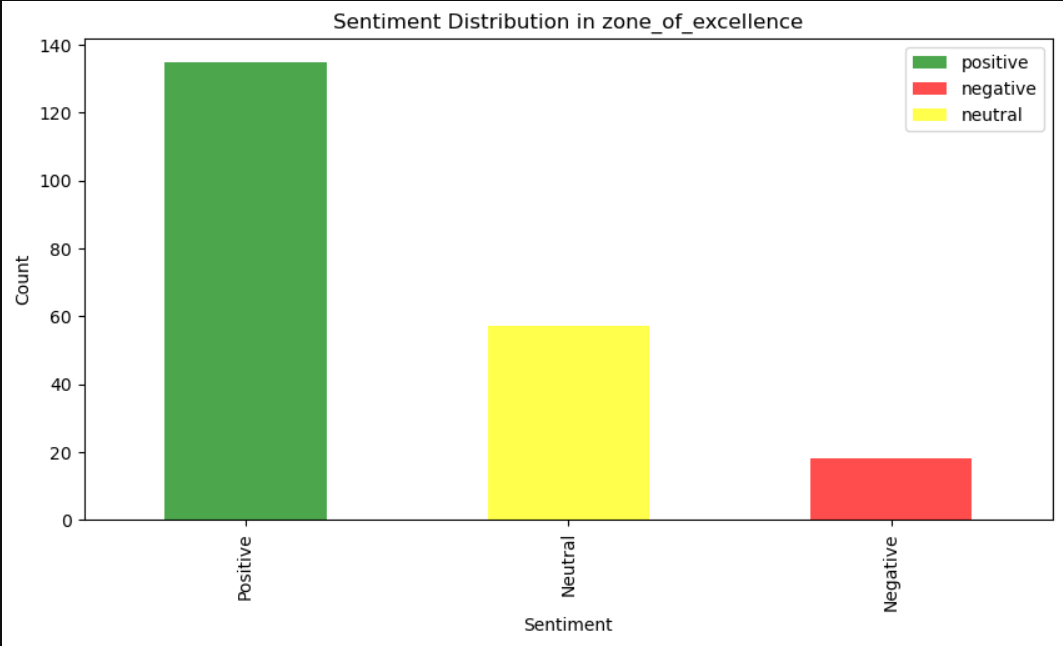 Sentiment Distribution in zone_of_excellence
140
120
100
80
60
40
20
0
Count
positive
negative
neutral
Positive
Neutral
Negative
Sentiment